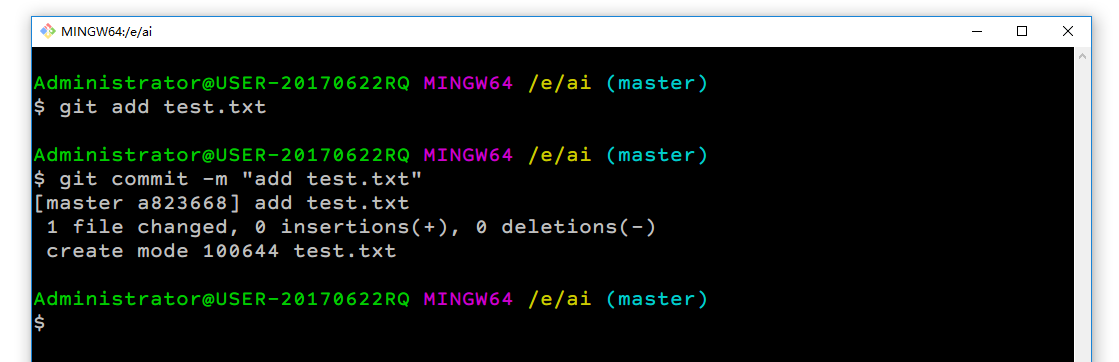 MINGW64:/e/ai
Administrator@USER-20170622RQ MINGW64 /e/ai (master)
$ git add test.txt
Administrator@USER-20170622RQ MINGW64 /e/ai (master)
$ git commit -m "add test.txt"
[master a823668] add test.txt
 1 file changed, 0 insertions(+), 0 deletions(-)
 create mode 100644 test.txt
Administrator@USER-20170622RQ MINGW64 /e/ai (master)
$